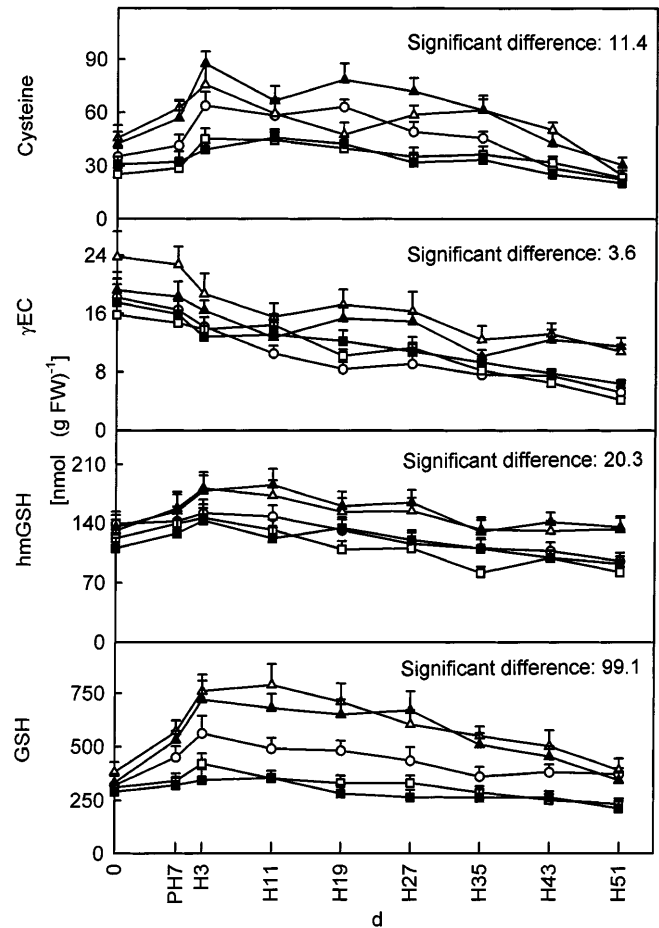 Significant difference: 11.4
90
60
30
0
Cysteine
Significant difference: 3.6
24
16
8
0
γEC
[nmol (g FW)⁻¹
Significant difference: 20.3
210
140
70
0
hmGSH
Significant difference: 99.1
750
500
250
0
GSH
0
PH7
H3
H11
H19
H27
H35
H43
H51
d